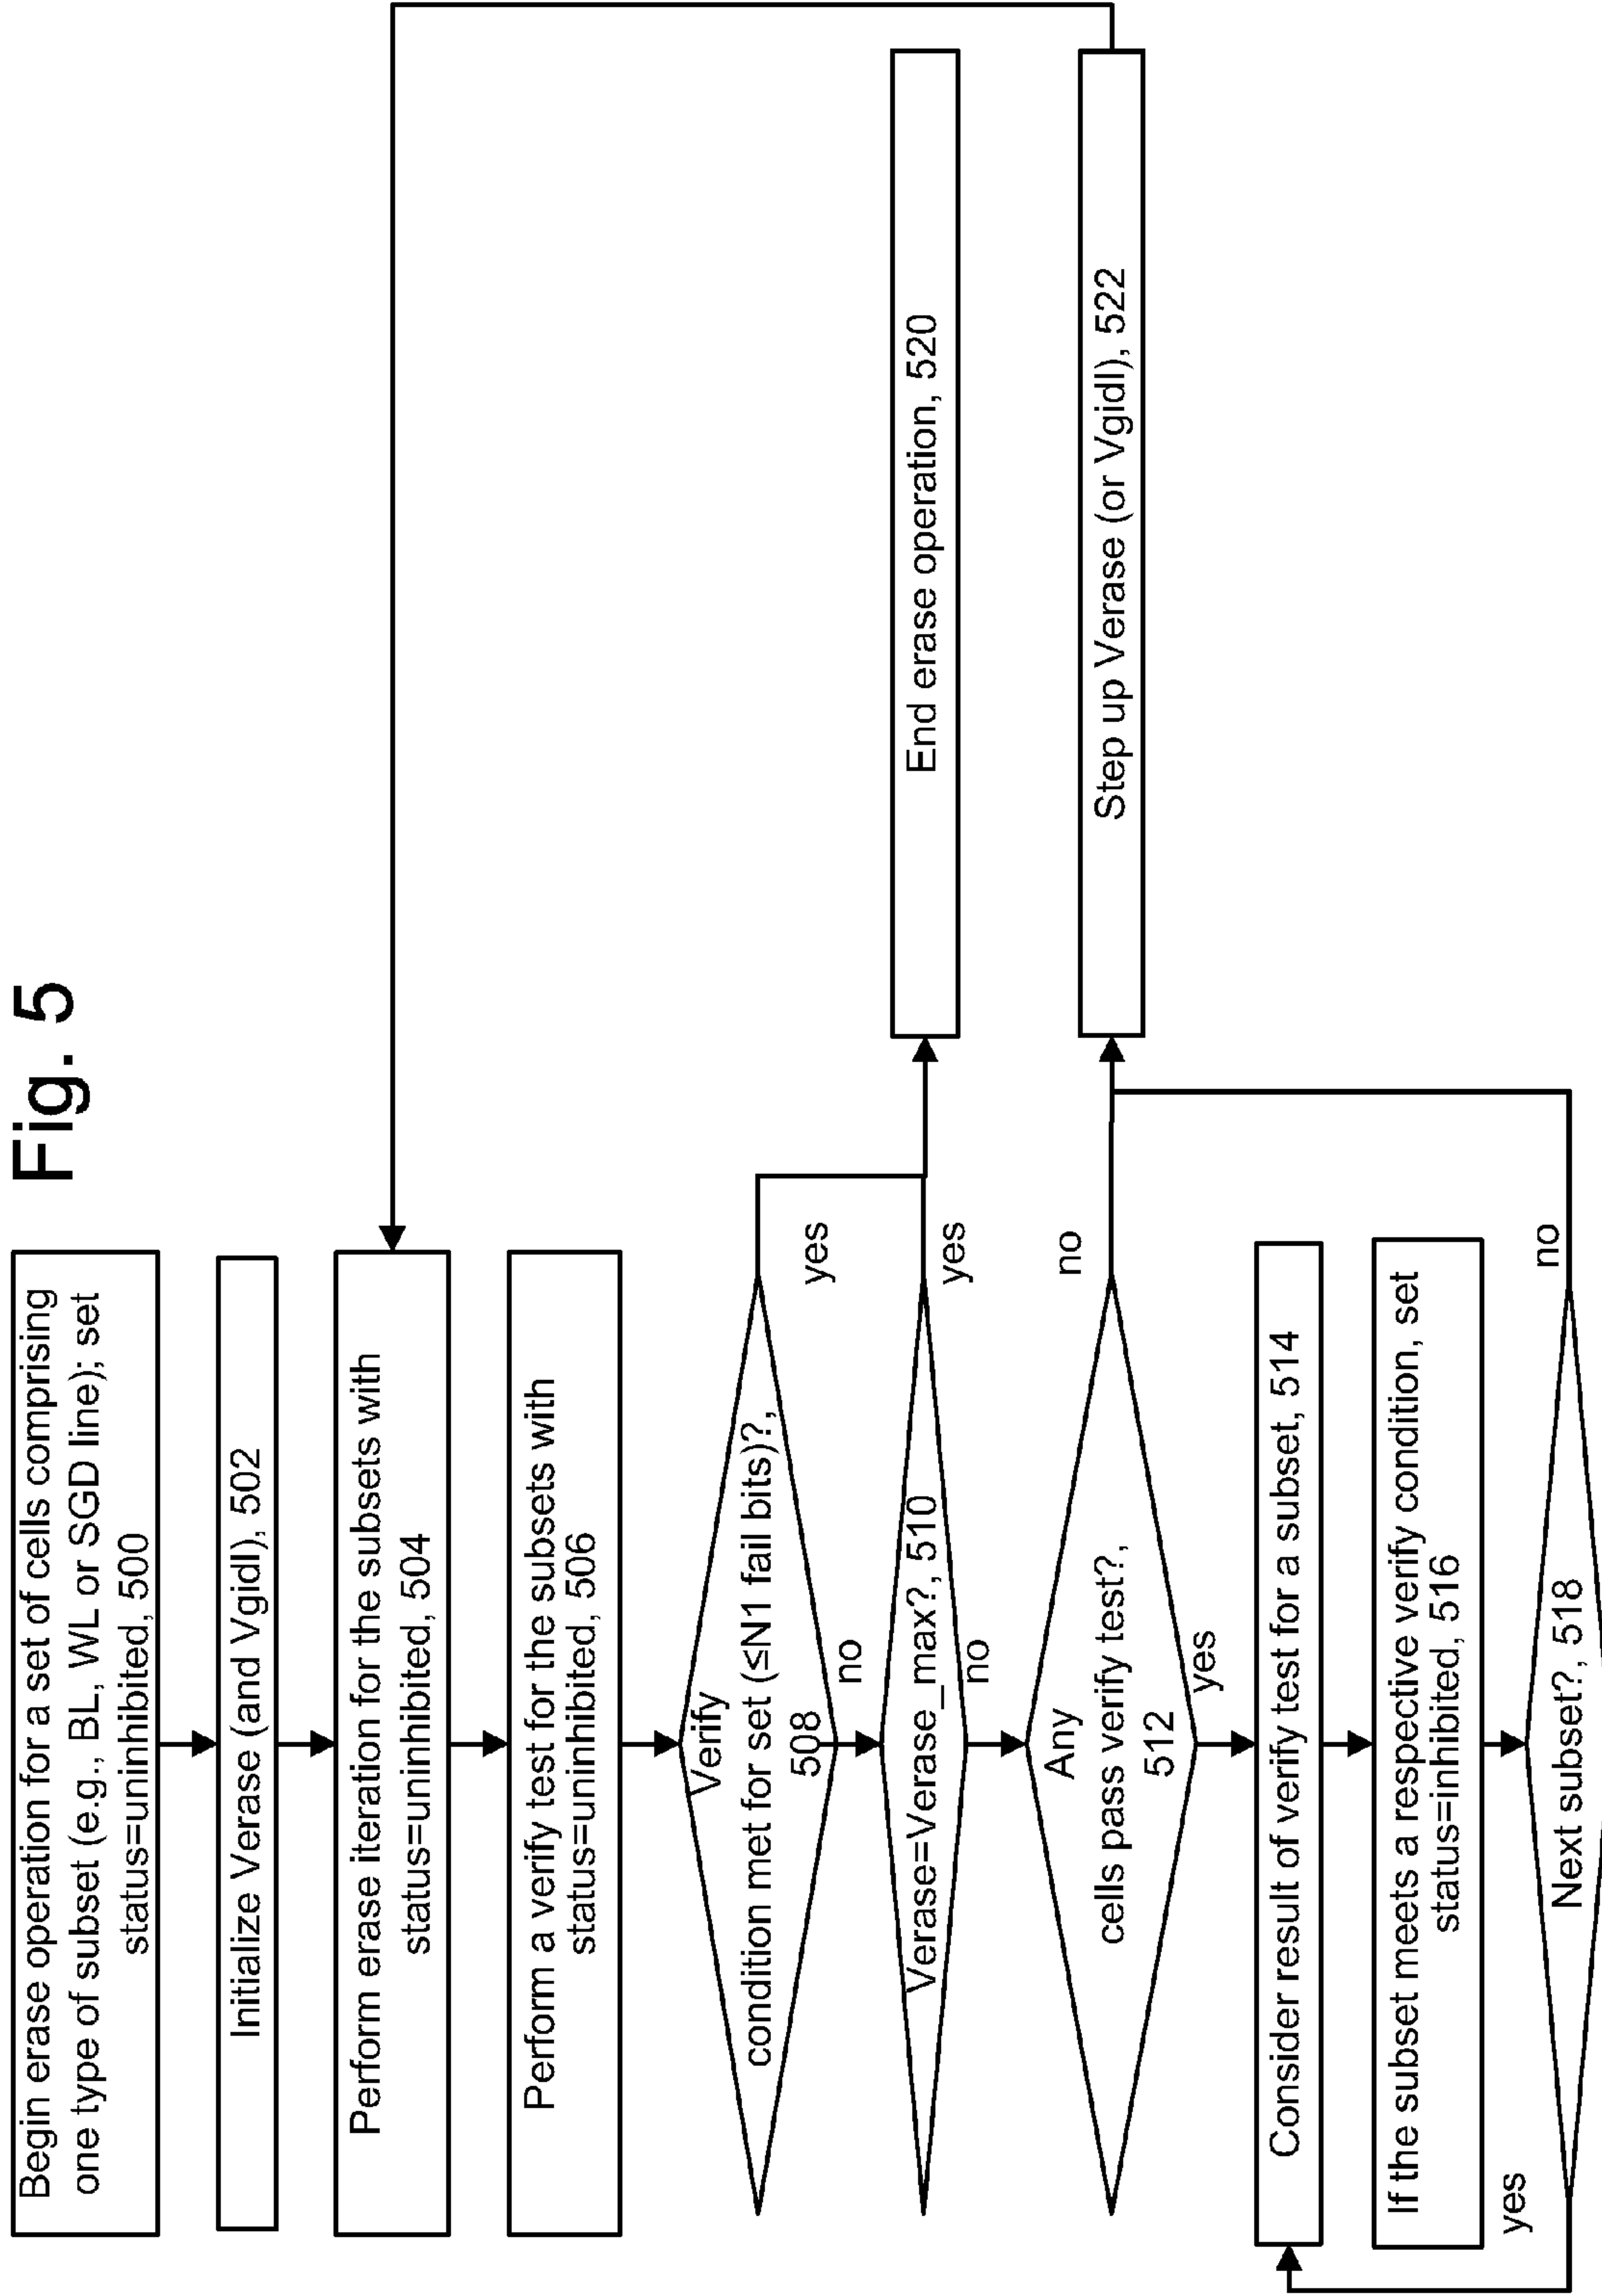 Fig. 5
Begin erase operation for a set of cells comprising
one type of subset (e.g., BL, WL or SGD line); set
status=uninhibited, 500
Initialize Verase (and Vgidl), 502
Perform erase iteration for the subsets with
status=uninhibited, 504
Perform a verify test for the subsets with
status=uninhibited, 506
Verify
condition met for set (≤N1 fail bits)?,
508
yes
no
Verase=Verase_max?, 510
yes
no
End erase operation, 520
Any
cells pass verify test?,
512
no
yes
Step up Verase (or Vgidl), 522
Consider result of verify test for a subset, 514
If the subset meets a respective verify condition, set
status=inhibited, 516
yes
Next subset?, 518
no